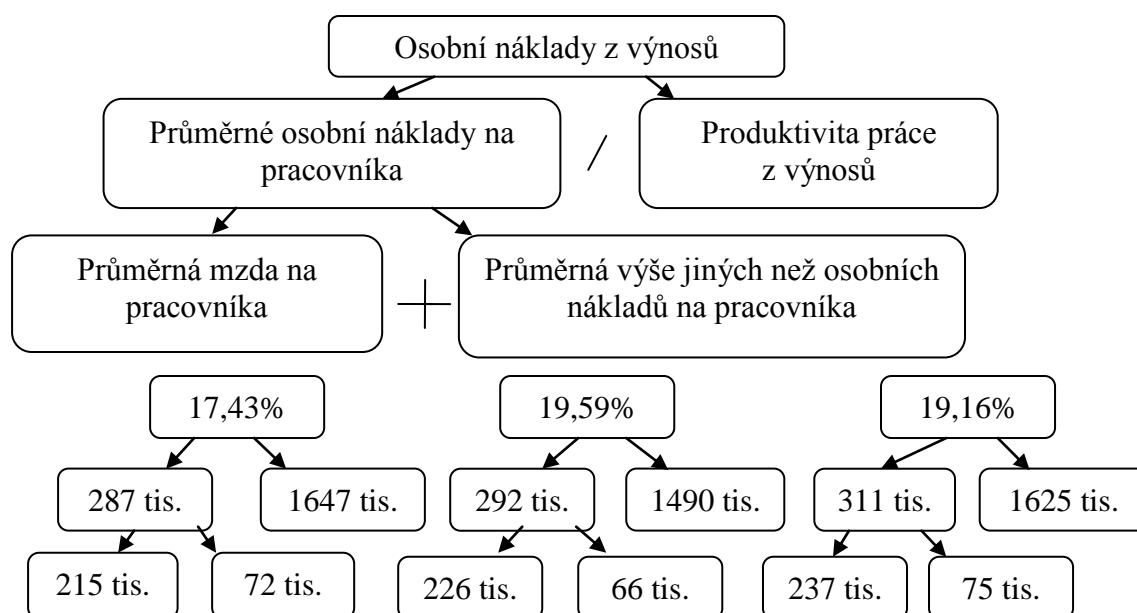 Osobní náklady z výnosů
Průměrné osobní náklady na
pracovníka
/
Produktivita práce
z výnosů
Průměrná mzda na
pracovníka
+
Průměrná výše jiných než osobních
nákladů na pracovníka
17,43%
19,59%
19,16%
287 tis.
1647 tis.
292 tis.
1490 tis.
311 tis.
1625 tis.
215 tis.
72 tis.
226 tis.
66 tis.
237 tis.
75 tis.